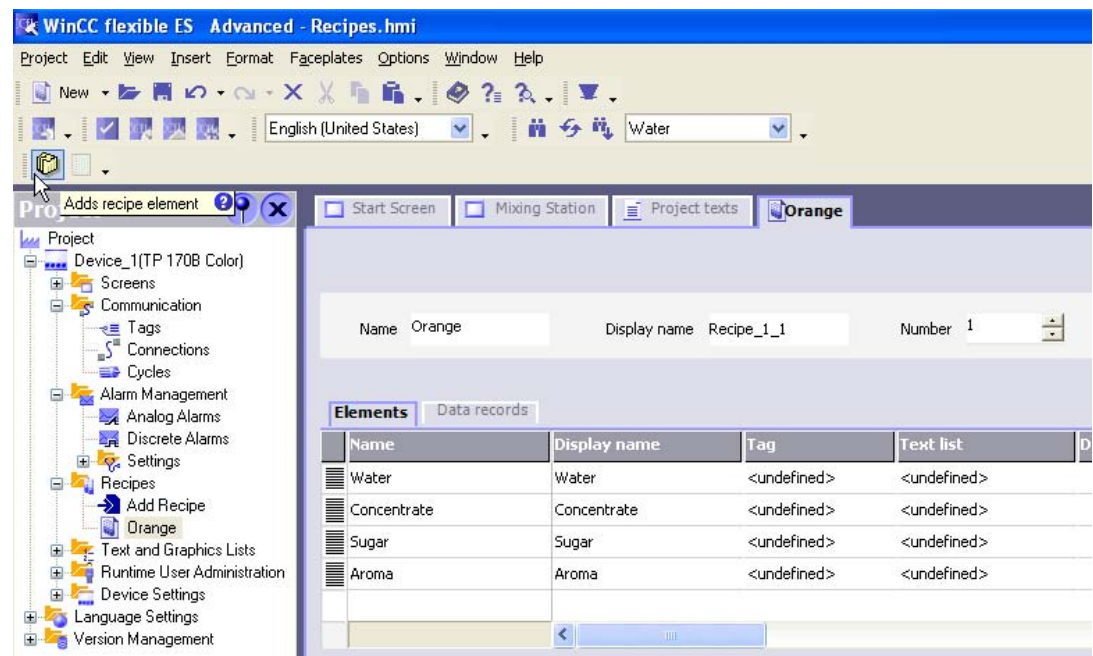 WinCC flexible ES Advanced - Recipes.hmi
Project Edit View Insert Format Faceplates Options Window Help
New
English (United States) Water
Adds recipe element
Start Screen Mixing Station Project texts Orange
Project
Device_1(TP 170B Color)
Screens
Communication
Tags
Connections
Cycles
Alarm Management
Analog Alarms
Discrete Alarms
Settings
Recipes
Add Recipe
Orange
Text and Graphics Lists
Runtime User Administration
Device Settings
Language Settings
Version Management
Name Orange Display name Recipe_1_1 Number 1
Elements Data records
Name Display name Tag Text list D
Water Water <undefined> <undefined>
Concentrate Concentrate <undefined> <undefined>
Sugar Sugar <undefined> <undefined>
Aroma Aroma <undefined> <undefined>